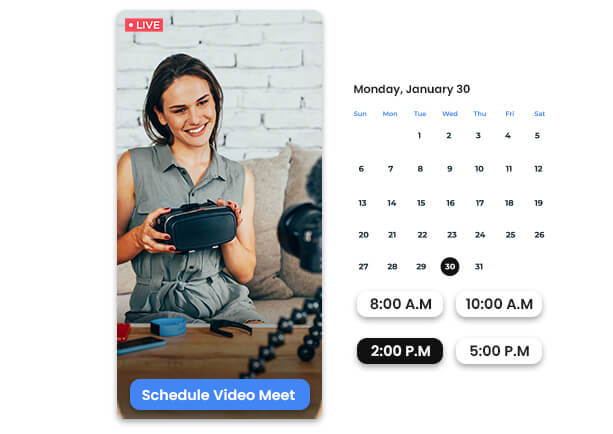 LIVE
Schedule Video Meet
Monday, January 30
Sun Mon Tue Wed Thu Fri Sat
1 2 3 4 5
6 7 8 9 10 11 12
13 14 15 16 17 18 19
20 21 22 23 24 25 26
27 28 29 30 31
8:00 A.M 10:00 A.M
2:00 P.M 5:00 P.M